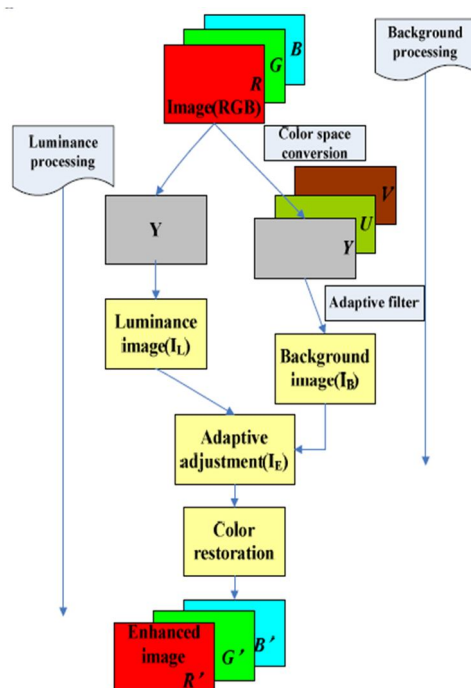 Background
processing
B
G
R
Image(RGB)
Luminance
processing
Color space
conversion
V
U
Y
Y
Adaptive filter
Luminance
image(I_L)
Background
image(I_B)
Adaptive
adjustment(I_E)
Color
restoration
Enhanced
image
B′
G′
R′